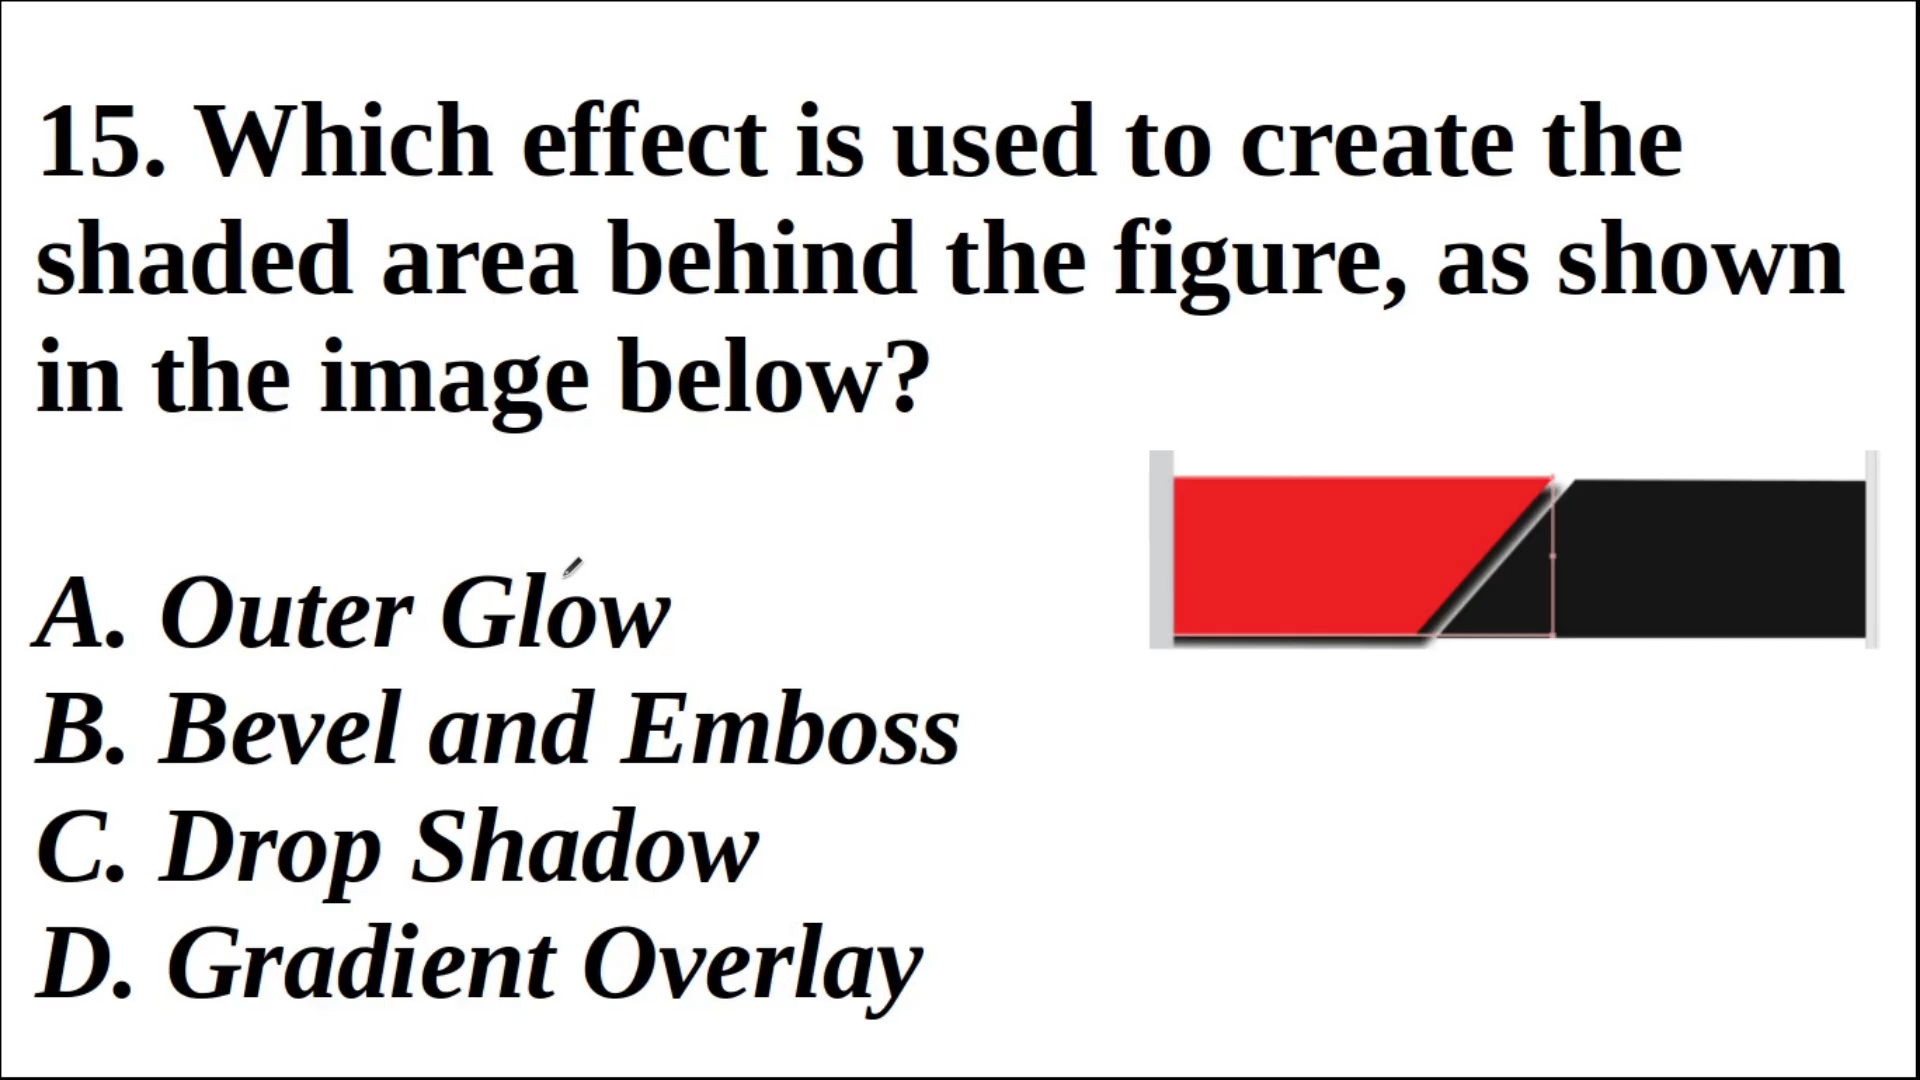 15. Which effect is used to create the
shaded area behind the figure, as shown
in the image below?
A. Outer Glow
B. Bevel and Emboss
C. Drop Shadow
D. Gradient Overlay